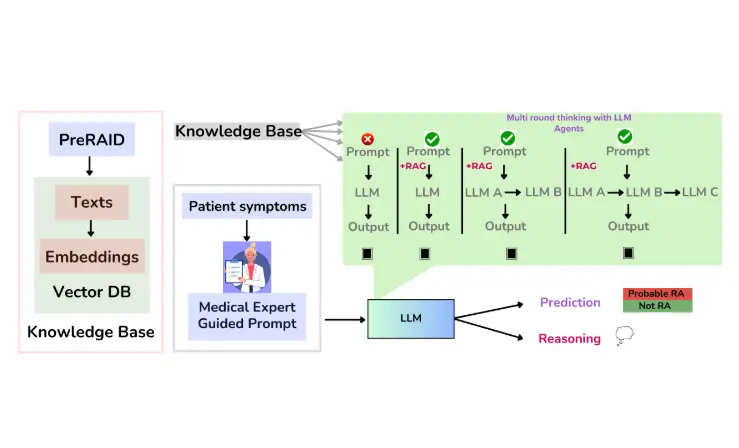 PreRAID
Texts
Embeddings
Vector DB
Knowledge Base
Knowledge Base
Patient symptoms
Medical Expert
Guided Prompt
Multi round thinking with LLM
Agents
Prompt
LLM
Output
Prompt
+RAG
LLM
Output
Prompt
+RAG
LLM A
LLM B
Output
Prompt
+RAG
LLM A
LLM B
LLM C
Output
LLM
Prediction
Probable RA
Not RA
Reasoning